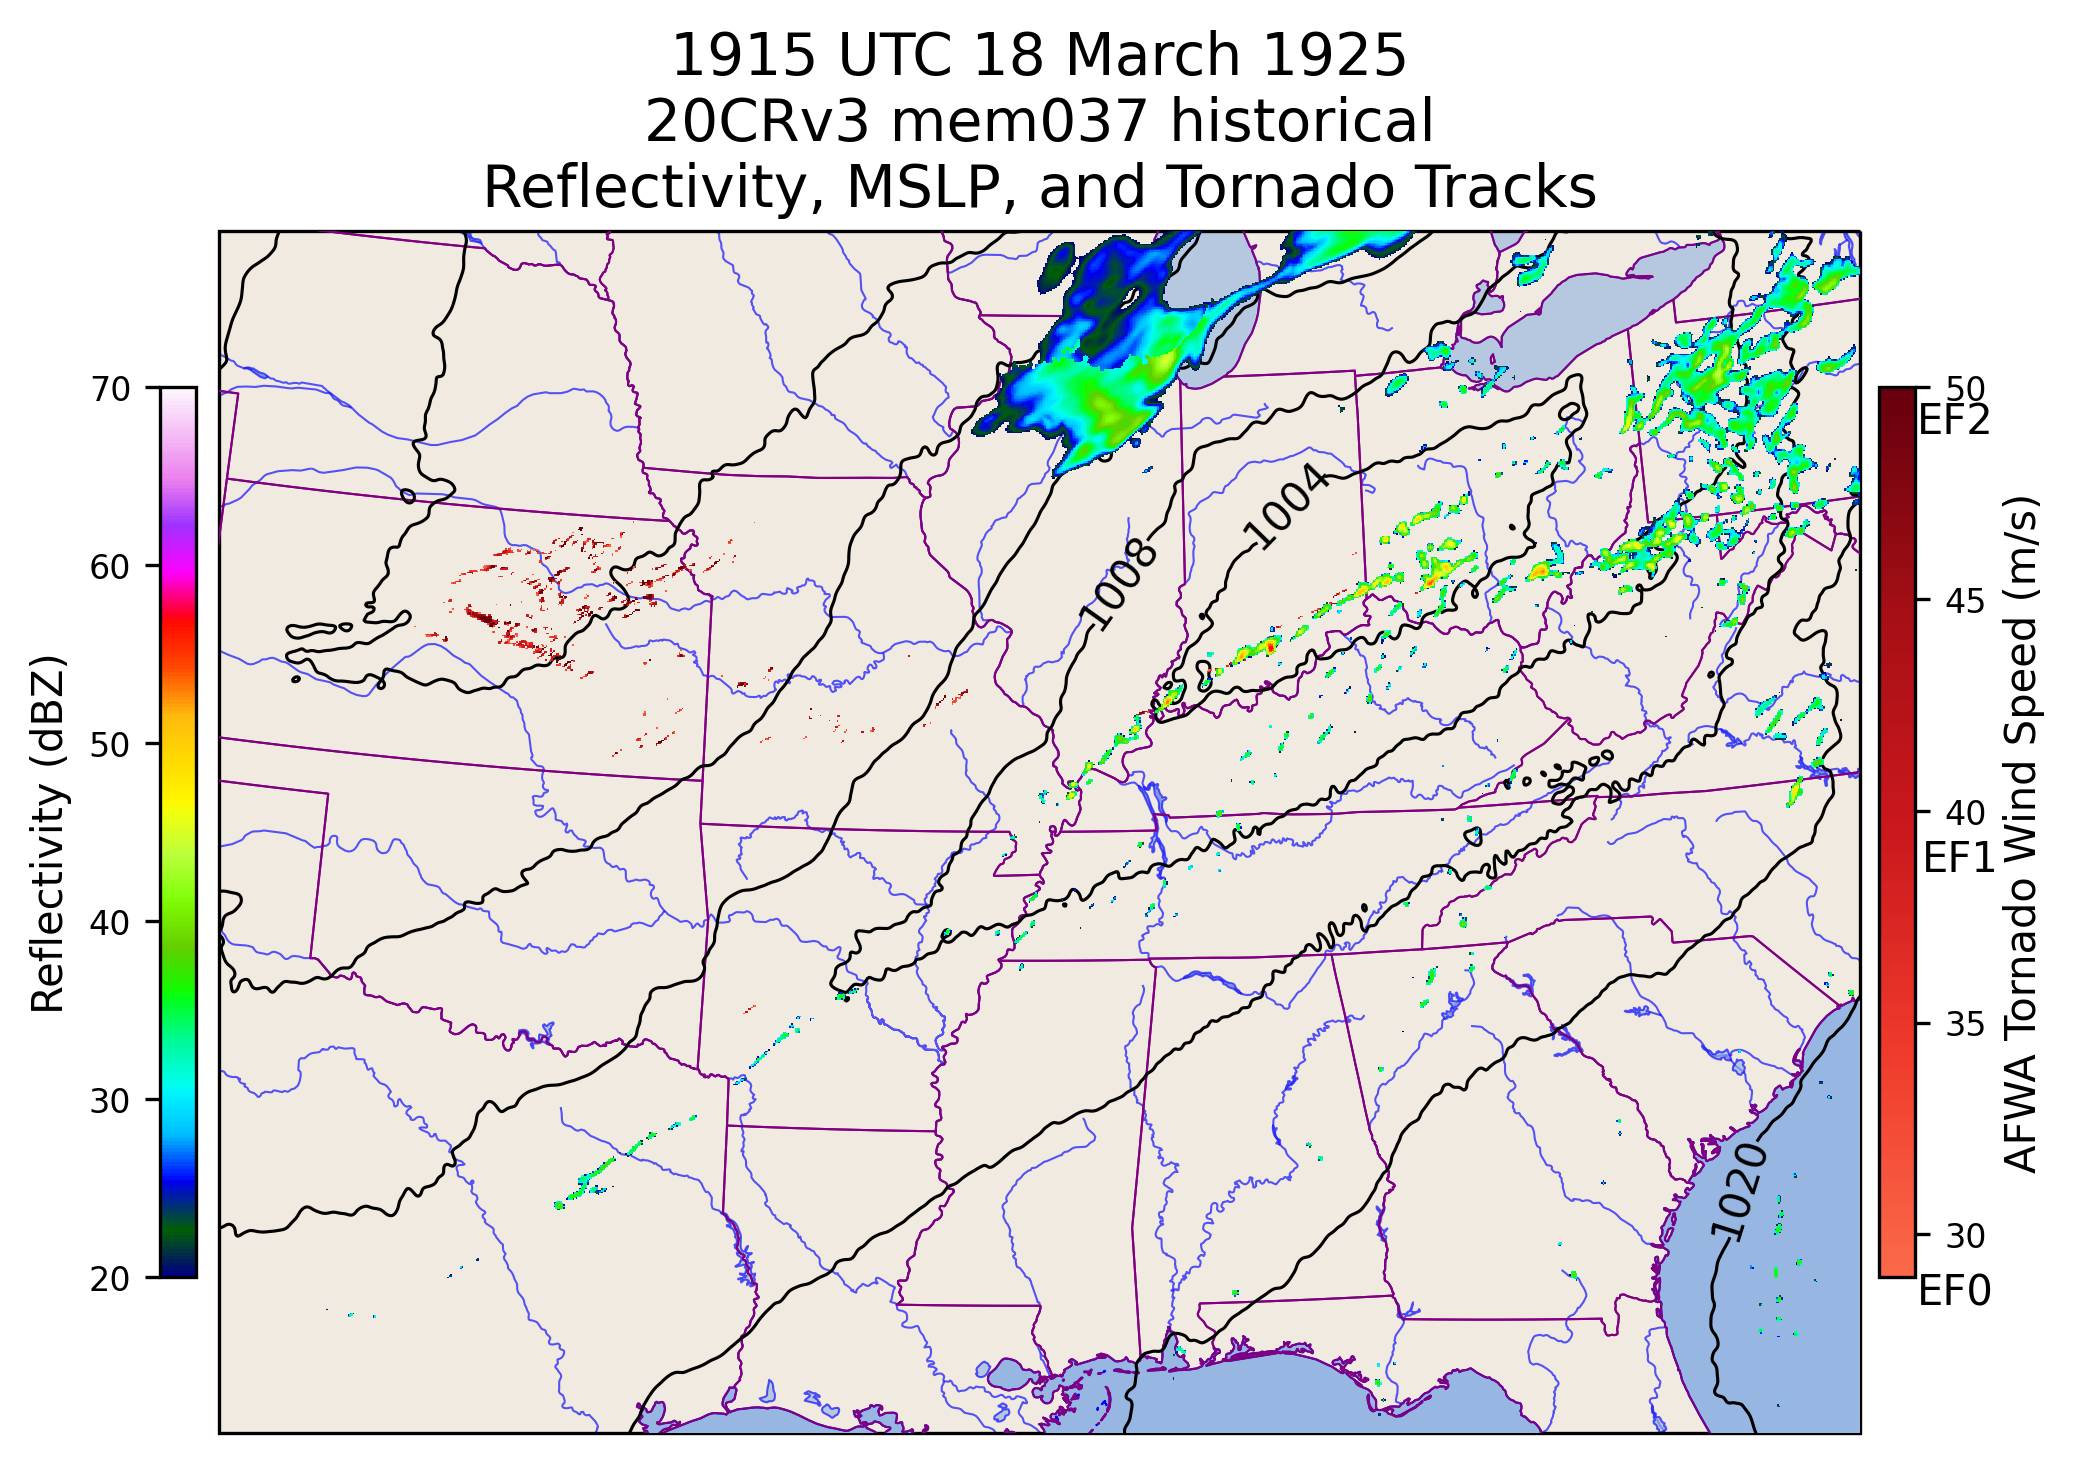 1915 UTC 18 March 1925
20CRv3 mem037 historical
Reflectivity, MSLP, and Tornado Tracks
Reflectivity (dBZ)
70
60
50
40
30
20
1004
1008
1020
50
EF2
45
40
EF1
35
30
EF0
AFWA Tornado Wind Speed (m/s)